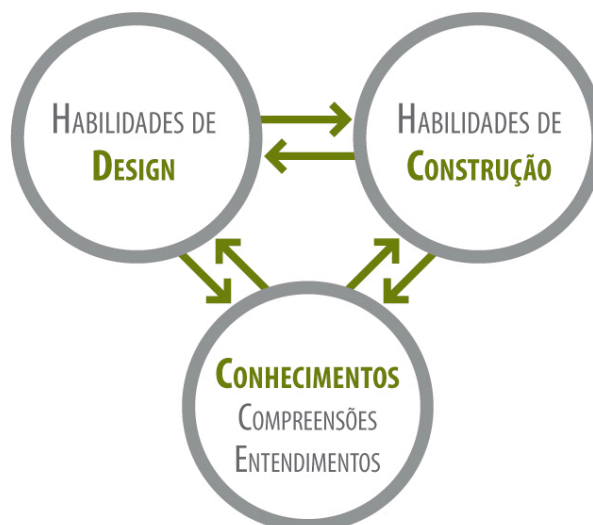 Habilidades de
Design
Habilidades de
Construção
Conhecimentos
Compreensões
Entendimentos